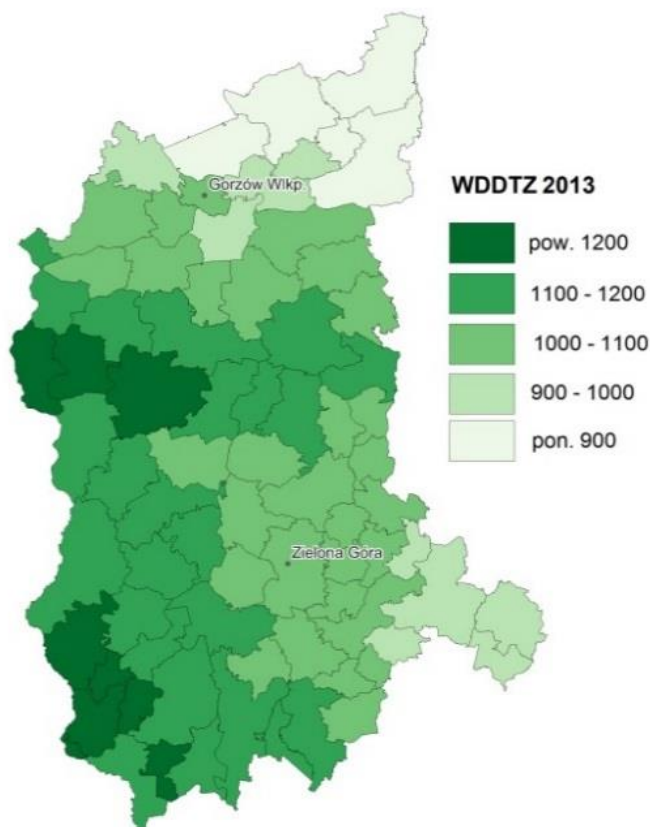 Gorzów Wlkp.
WDDTZ 2013
pow. 1200
1100 - 1200
1000 - 1100
900 - 1000
pon. 900
Zielona Góra